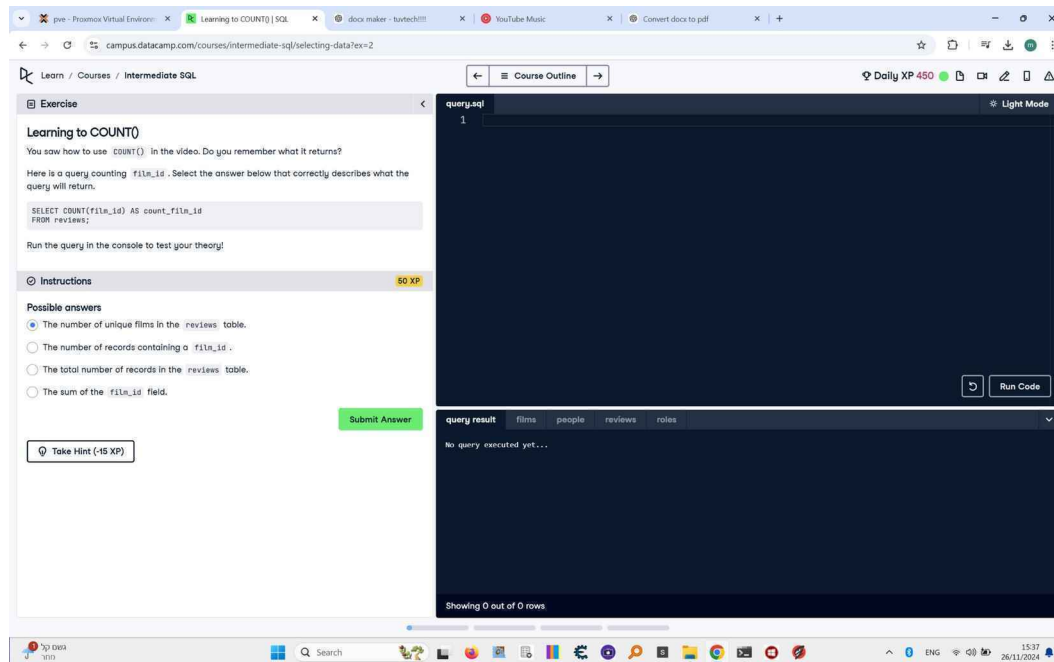 pve - Proxmox Virtual Environ
Learning to COUNT() | SQL
docx maker - tuvtech!!!!
YouTube Music
Convert docx to pdf
campus.datacamp.com/courses/intermediate-sql/selecting-data?ex=2
Learn / Courses / Intermediate SQL
Course Outline
Daily XP 450
Exercise
query.sql
Light Mode
1
Learning to COUNT()
You saw how to use COUNT() in the video. Do you remember what it returns?
Here is a query counting film_id . Select the answer below that correctly describes what the
query will return.
SELECT COUNT(film_id) AS count_film_id
FROM reviews;
Run the query in the console to test your theory!
Instructions
50 XP
Possible answers
The number of unique films in the reviews table.
The number of records containing a film_id .
The total number of records in the reviews table.
The sum of the film_id field.
Run Code
Submit Answer
query result films people reviews roles
Take Hint (-15 XP)
No query executed yet...
Showing 0 out of 0 rows
גשם קל
מחר
Search
ENG
15:37
26/11/2024